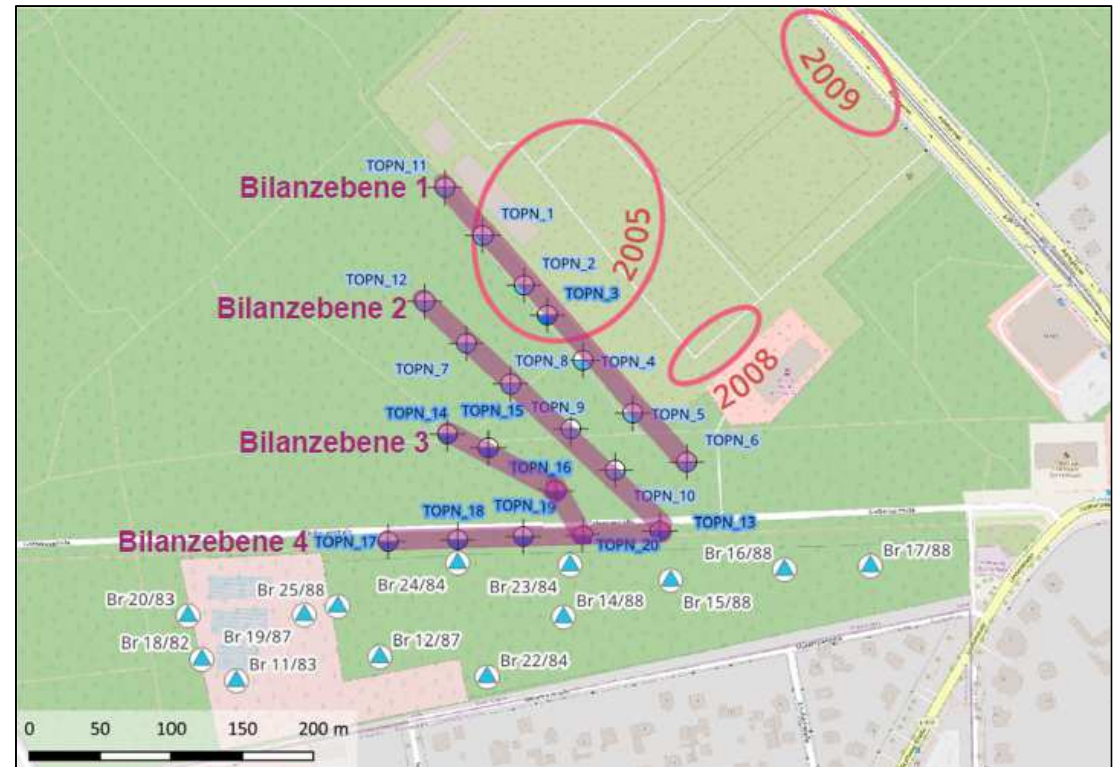 2009
TOPN_11
Bilanzebene 1
TOPN_1
2005
TOPN_2
TOPN_12
TOPN_3
Bilanzebene 2
TOPN_8
TOPN_4
TOPN_7
2008
TOPN_14
TOPN_15
TOPN_9
TOPN_5
Bilanzebene 3
TOPN_6
TOPN_16
TOPN_10
TOPN_18
TOPN_19
TOPN_13
Bilanzebene 4
TOPN_17
TOPN_20
Br 16/88
Br 17/88
Br 24/84
Br 23/84
Br 25/88
Br 20/83
Br 14/88
Br 15/88
Br 19/87
Br 18/82
Br 12/87
Br 11/83
Br 22/84
0 50 100 150 200 m